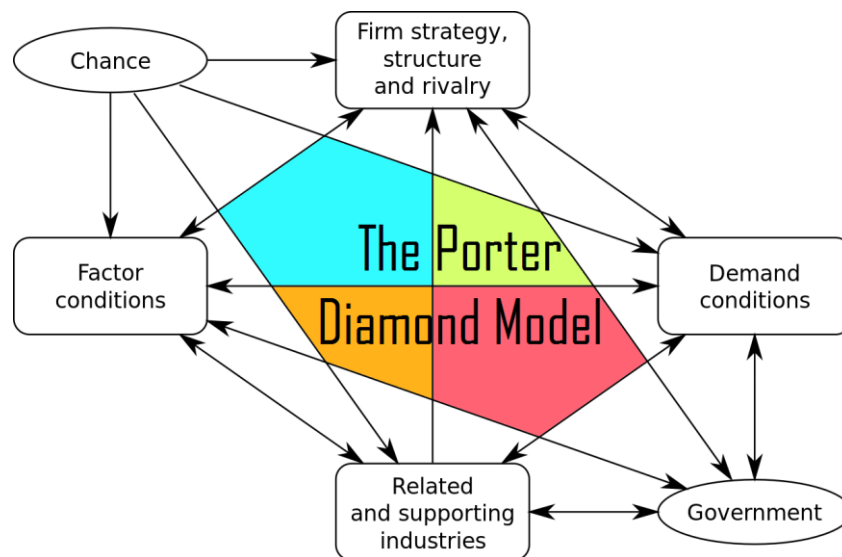 Firm strategy,
structure
and rivalry
Chance
The Porter
Diamond Model
Factor
conditions
Demand
conditions
Related
and supporting
industries
Government